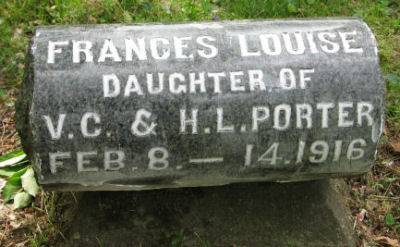 FRANCES LOUISE
DAUGHTER OF
V.C. & H.L. PORTER
FEB. 8. – 14. 1916